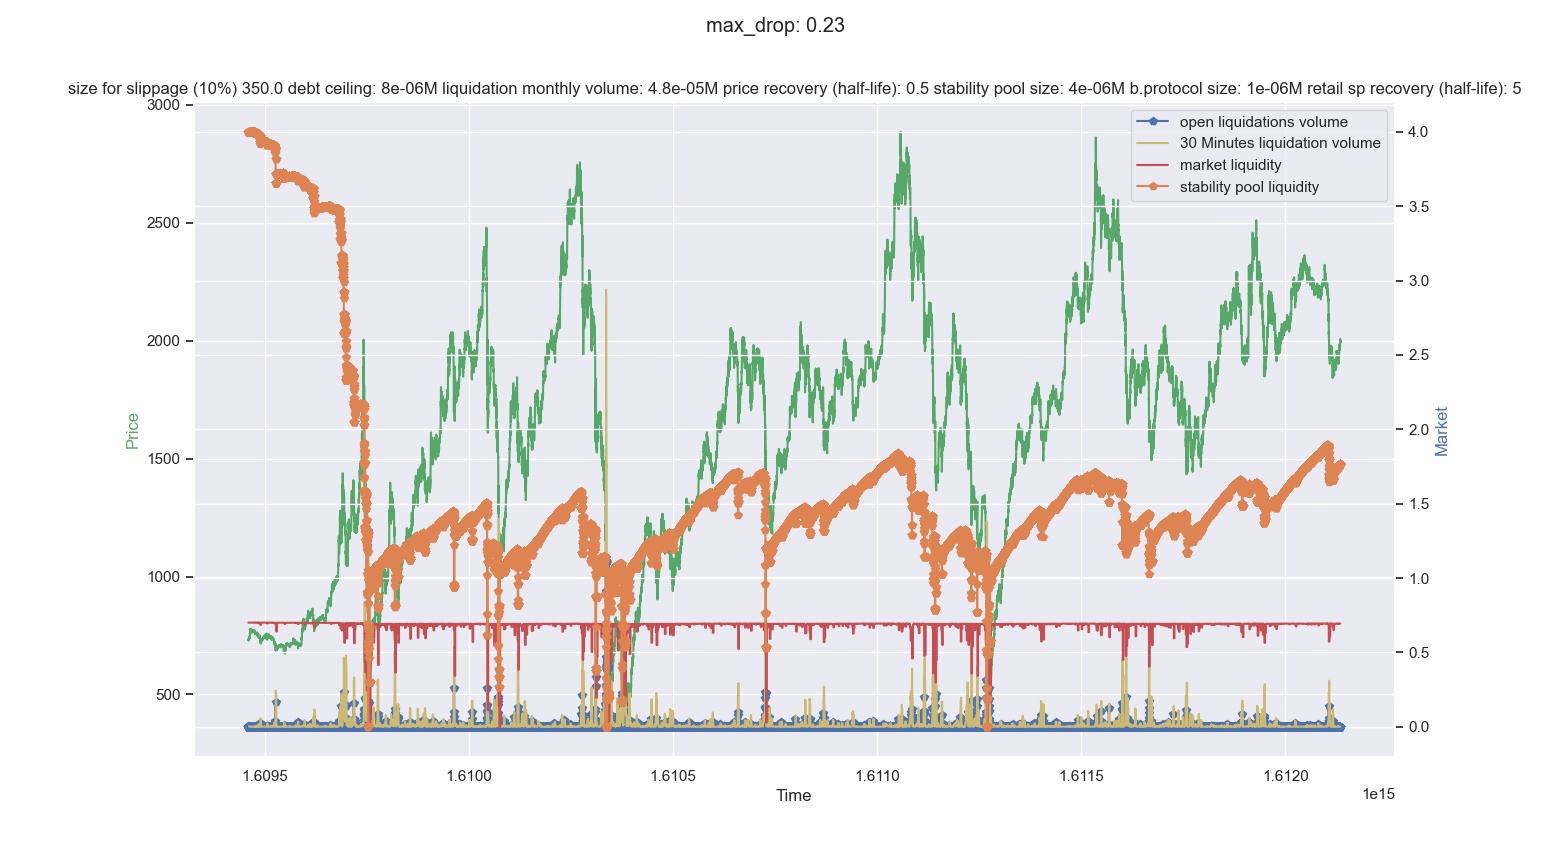 max_drop: 0.23
size for slippage (10%) 350.0 debt ceiling: 8e-06M liquidation monthly volume: 4.8e-05M price recovery (half-life): 0.5 stability pool size: 4e-06M b.protocol size: 1e-06M retail sp recovery (half-life): 5
open liquidations volume
30 Minutes liquidation volume
market liquidity
stability pool liquidity
3000
2500
2000
1500
1000
500
Price
4.0
3.5
3.0
2.5
2.0
1.5
1.0
0.5
0.0
Market
1.6095 1.6100 1.6105 1.6110 1.6115 1.6120
1e15
Time